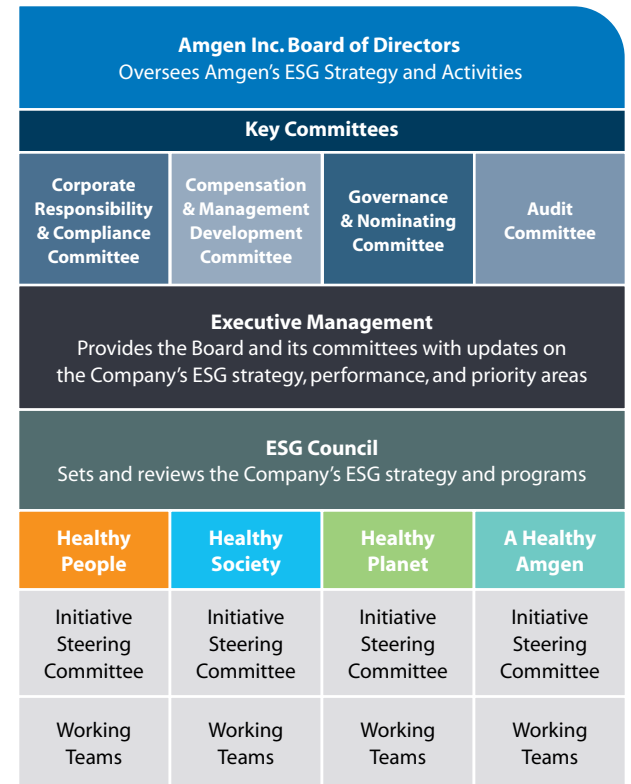 Amgen Inc. Board of Directors
Oversees Amgen's ESG Strategy and Activities
Key Committees
Corporate
Responsibility
& Compliance
Committee
Compensation
& Management
Development
Committee
Governance
& Nominating
Committee
Audit
Committee
Executive Management
Provides the Board and its committees with updates on
the Company's ESG strategy, performance, and priority areas
ESG Council
Sets and reviews the Company's ESG strategy and programs
Healthy
People
Healthy
Society
Healthy
Planet
A Healthy
Amgen
Initiative
Steering
Committee
Initiative
Steering
Committee
Initiative
Steering
Committee
Initiative
Steering
Committee
Working
Teams
Working
Teams
Working
Teams
Working
Teams